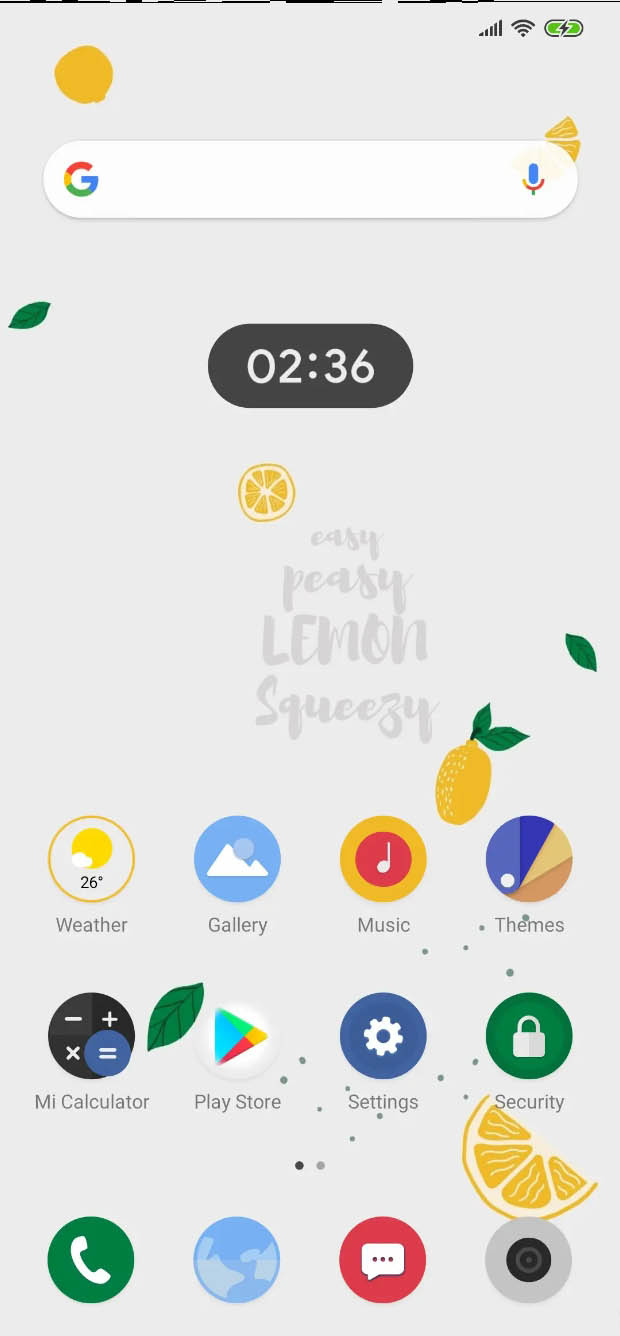 02:36
easy
peasy
LEMON
Squeezy
26°
Weather
Gallery
Music
Themes
Mi Calculator
Play Store
Settings
Security